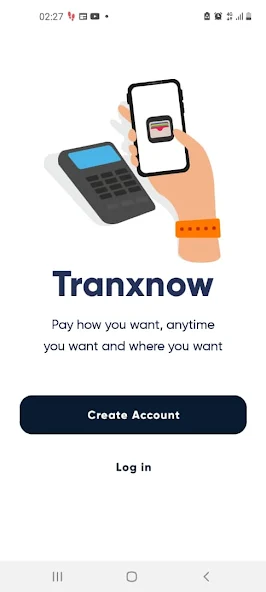 02:27
Tranxnow
Pay how you want, anytime
you want and where you want
Create Account
Log in